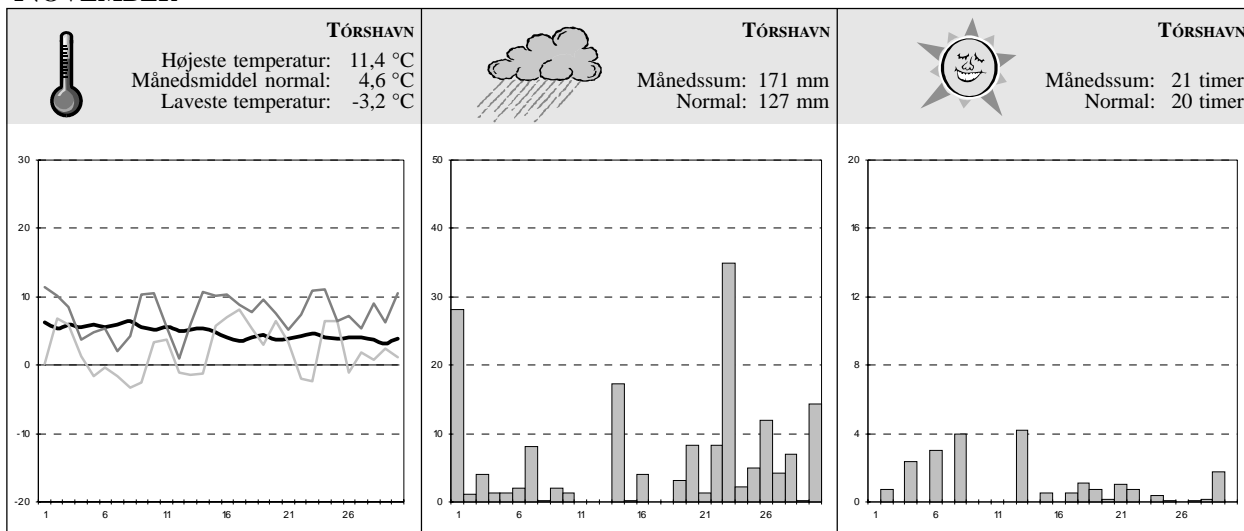 NOVEMBER
TÓRSHAVN
Højeste temperatur: 11,4 °C
Månedsmiddel normal: 4,6 °C
Laveste temperatur: -3,2 °C
30
20
10
0
-10
-20
1 6 11 16 21 26
TÓRSHAVN
Månedssum: 171 mm
Normal: 127 mm
50
40
30
20
10
0
1 6 11 16 21 26
TÓRSHAVN
Månedssum: 21 timer
Normal: 20 timer
20
16
12
8
4
0
1 6 11 16 21 26